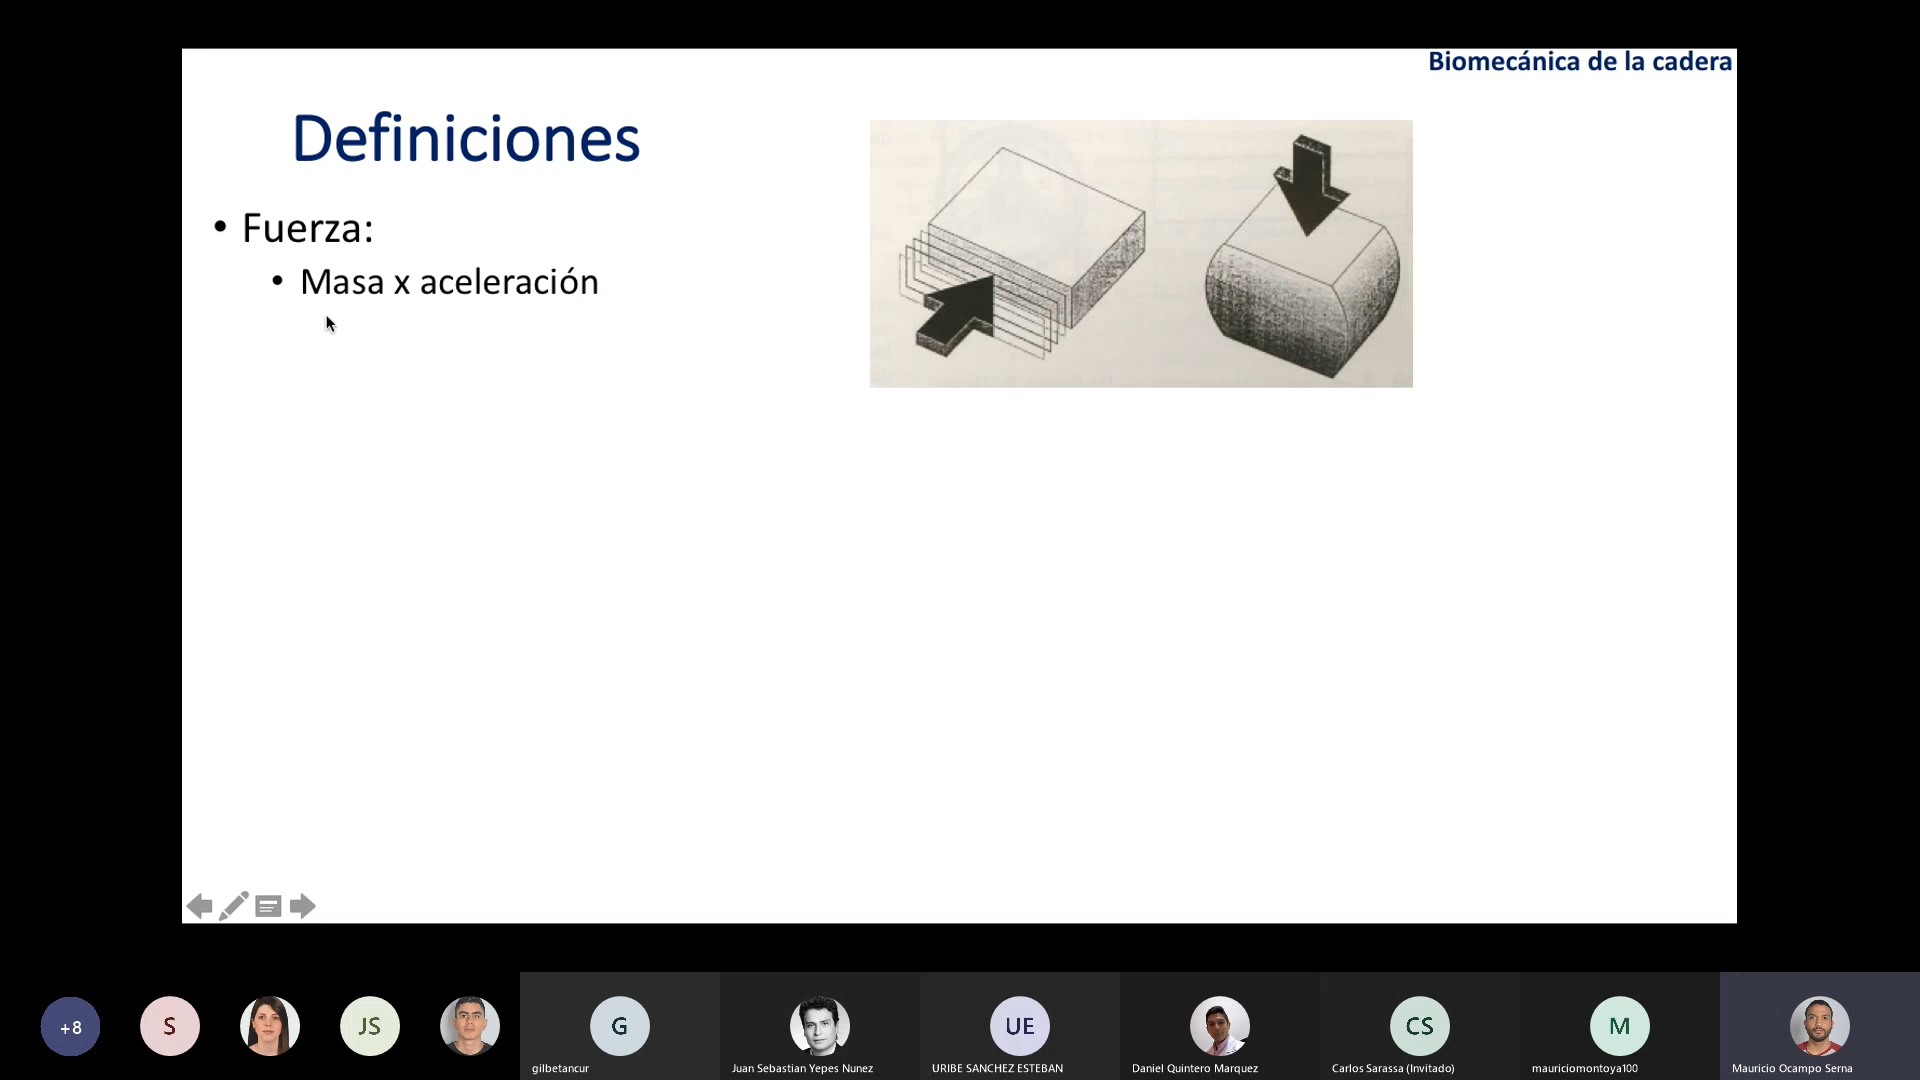 Biomecánica de la cadera
Definiciones
• Fuerza:
• Masa x aceleración
+8
S
JS
G
UE
CS
M
gilbetancur
Juan Sebastian Yepes Nunez
URIBE SANCHEZ ESTEBAN
Daniel Quintero Marquez
Carlos Sarassa (Invitado)
mauriciomontoya100
Mauricio Ocampo Serna